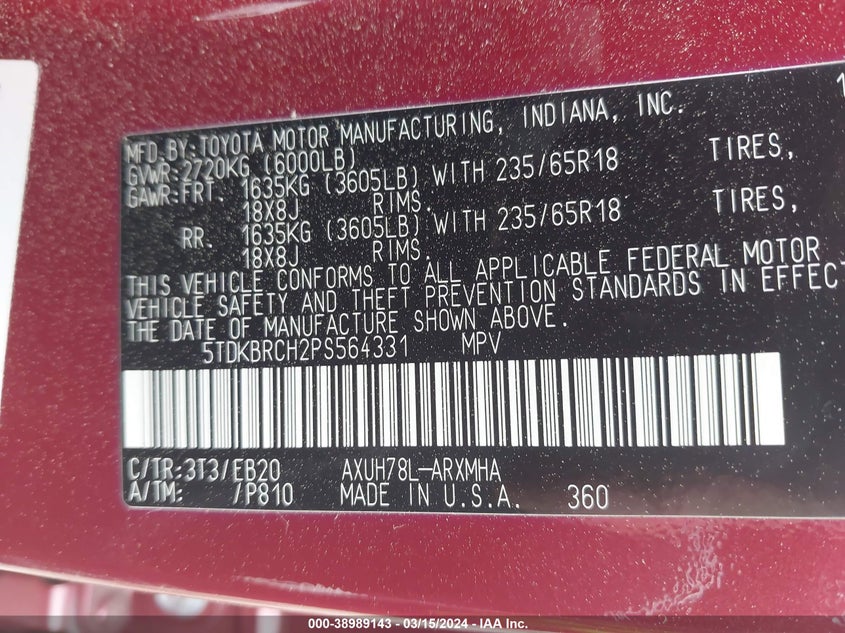 MFD.BY:TOYOTA MOTOR MANUFACTURING, INDIANA, INC. 1
GVWR:2720KG (6000LB)
GAWR:FRT. 1635KG (3605LB) WITH 235/65R18 TIRES,
18X8J RIMS.
RR. 1635KG (3605LB) WITH 235/65R18 TIRES,
18X8J RIMS.
THIS VEHICLE CONFORMS TO ALL APPLICABLE FEDERAL MOTOR
VEHICLE SAFETY AND THEFT PREVENTION STANDARDS IN EFFECT
THE DATE OF MANUFACTURE SHOWN ABOVE.
5TDKBRCH2PS564331 MPV
C/TR:3T3/EB20 AXUH78L-ARXMHA
A/TM: /P810 MADE IN U.S.A. 360
000-38989143 - 03/15/2024 - IAA Inc.